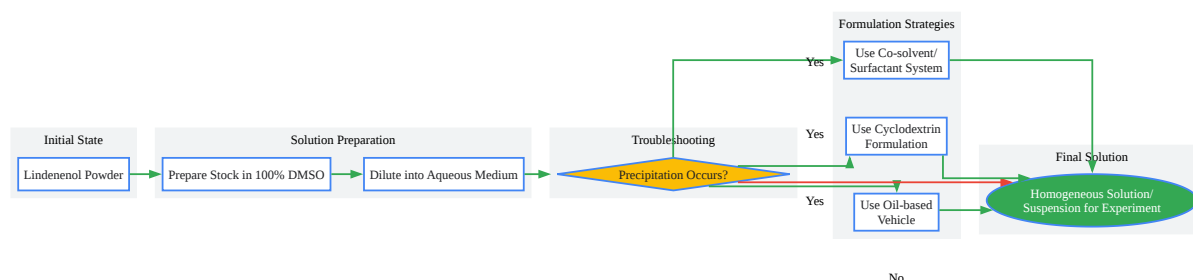 Initial State
Lindenenol Powder
Solution Preparation
Prepare Stock in 100% DMSO
Dilute into Aqueous Medium
Troubleshooting
Precipitation Occurs?
Yes
Yes
Yes
No
Formulation Strategies
Use Co-solvent/
Surfactant System
Use Cyclodextrin
Formulation
Use Oil-based
Vehicle
Final Solution
Homogeneous Solution/
Suspension for Experiment